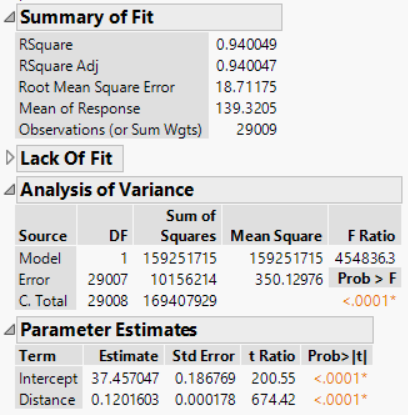 Summary of Fit
RSquare 0.940049
RSquare Adj 0.940047
Root Mean Square Error 18.71175
Mean of Response 139.3205
Observations (or Sum Wgts) 29009
Lack Of Fit
Analysis of Variance
Sum of
Source DF Squares Mean Square F Ratio
Model 1 159251715 159251715 454836.3
Error 29007 10156214 350.12976 Prob > F
C. Total 29008 169407929 <.0001*
Parameter Estimates
Term Estimate Std Error t Ratio Prob>|t|
Intercept 37.457047 0.186769 200.55 <.0001*
Distance 0.1201603 0.000178 674.42 <.0001*